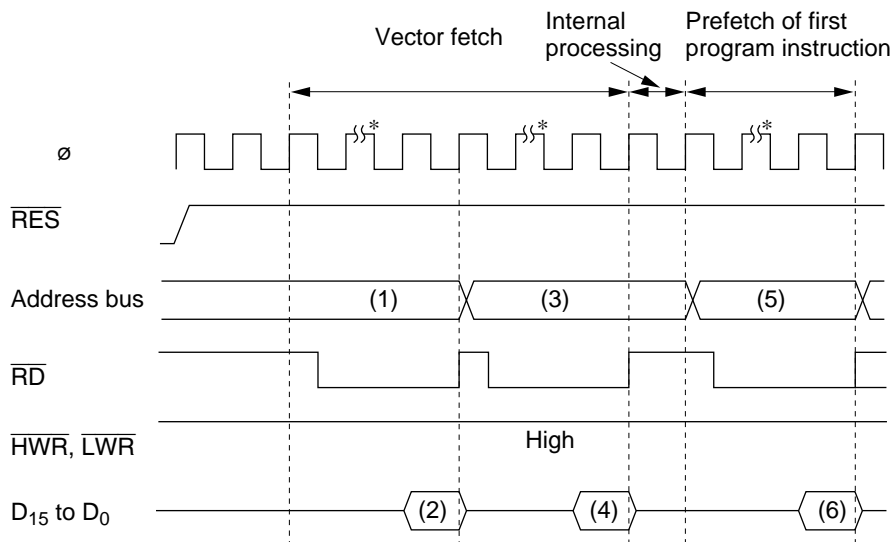 Vector fetch
Internal
processing
Prefetch of first
program instruction
* * *
ø
RES
Address bus (1) (3) (5)
RD
HWR, LWR High
D15 to D0 (2) (4) (6)